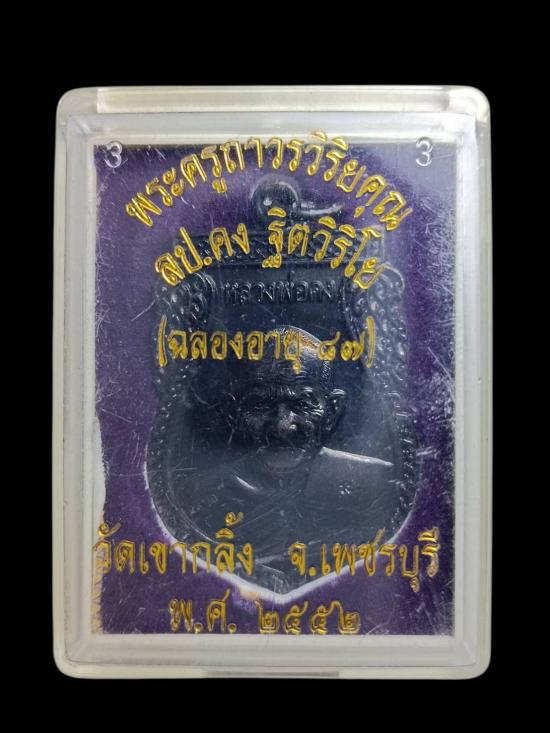 3 3
พระครูถาวรวิริยคุณ
ลป.คง ฐิตวิริโย
หลวงพ่อคง
(ฉลองอายุ ๘๗)
วัดเขากลิ้ง จ.เพชรบุรี
พ.ศ. ๒๕๕๒